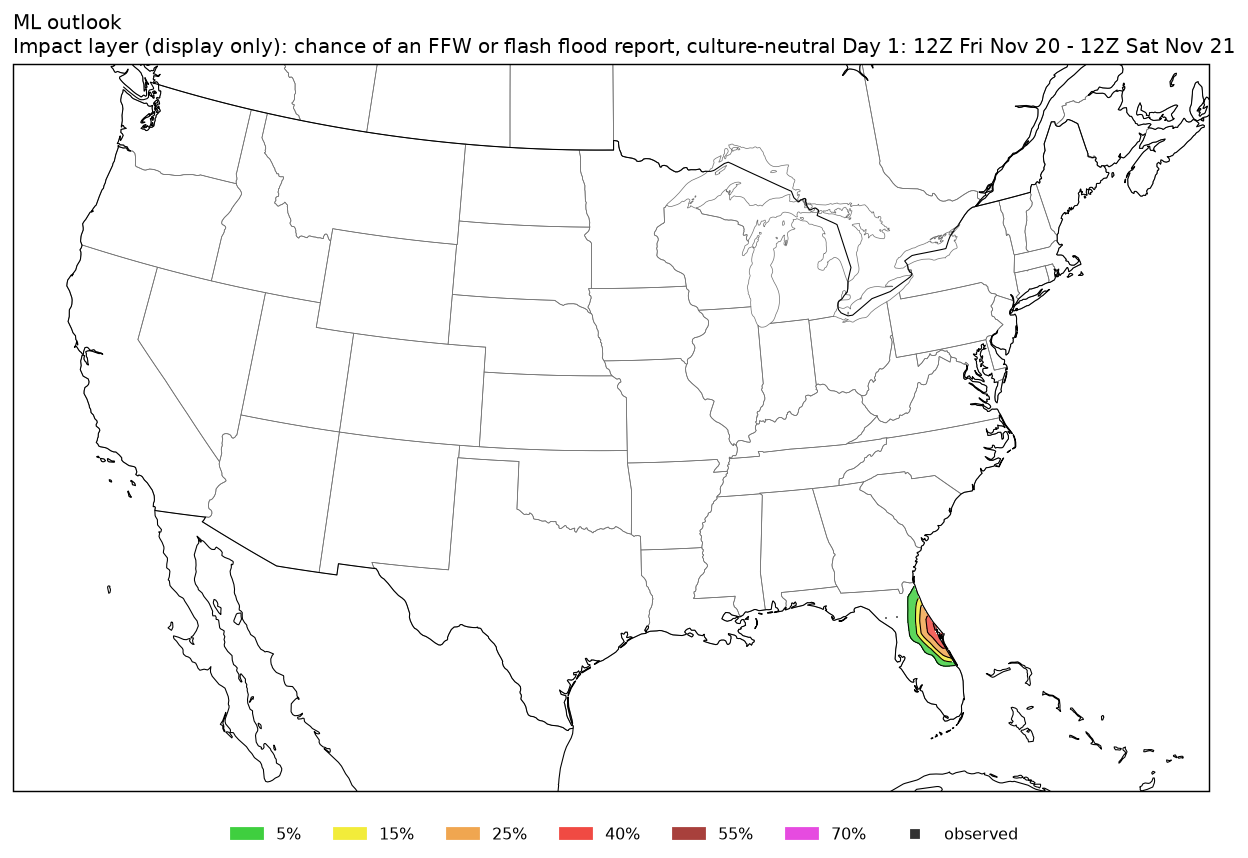 ML outlook
Impact layer (display only): chance of an FFW or flash flood report, culture-neutral Day 1: 12Z Fri Nov 20 - 12Z Sat Nov 21
5% 15% 25% 40% 55% 70% observed